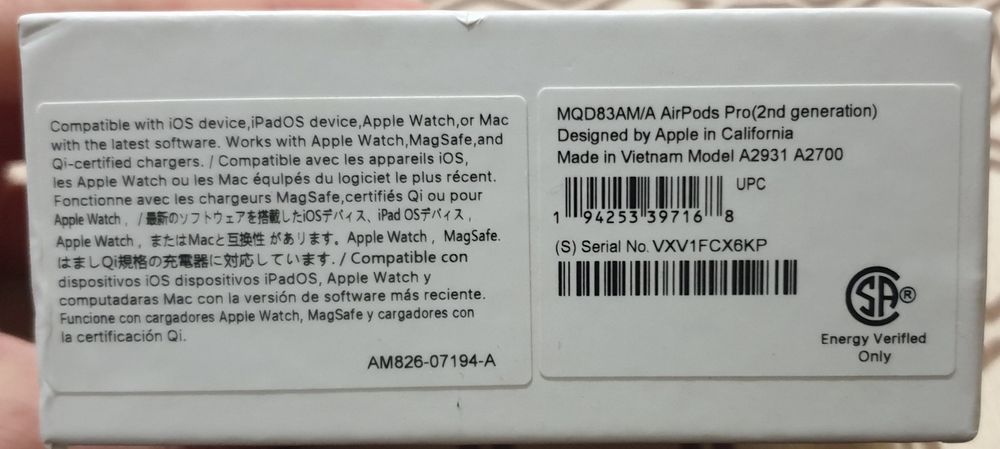 Compatible with iOS device,iPadOS device,Apple Watch,or Mac
with the latest software. Works with Apple Watch,MagSafe,and
Qi-certified chargers. / Compatible avec les appareils iOS,
les Apple Watch ou les Mac équlpés du logiciet le plus récent.
Fonctionne avec les chargeurs MagSafe,certifiés Qi ou pour
Apple Watch，/ 最新のソフトウェアを搭載したiOSデバイス、iPad OSデバイス，
Apple Watch，またはMacと互換性 があリます。Apple Watch，MagSafe.
はましQi規格の充電器に対応しています. / Compatible con
dispositivos iOS dispositivos iPadOS, Apple Watch y
computadaras Mac con la versión de software más reciente.
Funcione con cargadores Apple Watch, MagSafe y cargadores con
la certificación Qi.
AM826-07194-A
MQD83AM/A AirPods Pro(2nd generation)
Designed by Apple in California
Made in Vietnam Model A2931 A2700
UPC
1 94253 39716 8
(S) Serial No. VXV1FCX6KP
SA®
Energy Verified
Only